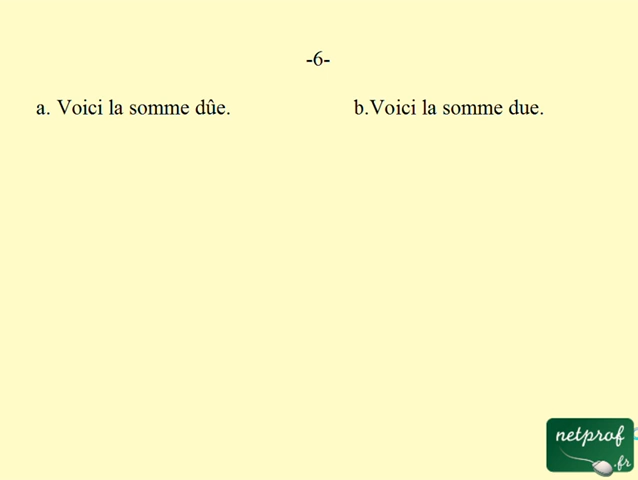 -6-
a. Voici la somme dûe. b.Voici la somme due.
netprof
.fr